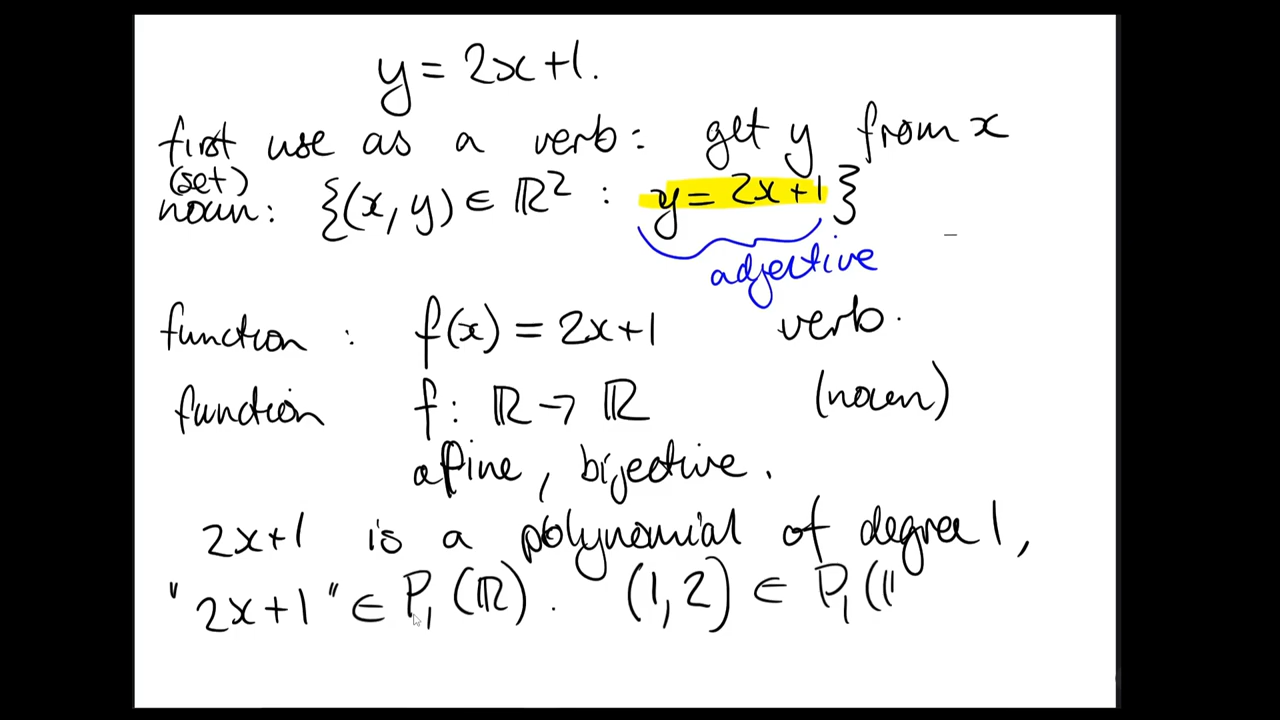 y = 2x+1.
first use as a verb: get y from x
(set)
noun: {(x, y) ∈ ℝ² : y = 2x+1}
adjective
function : f(x) = 2x+1 verb.
function f: ℝ → ℝ (noun)
affine, bijective.
2x+1 is a polynomial of degree 1,
"2x+1" ∈ P₁(ℝ). (1,2) ∈ P₁(